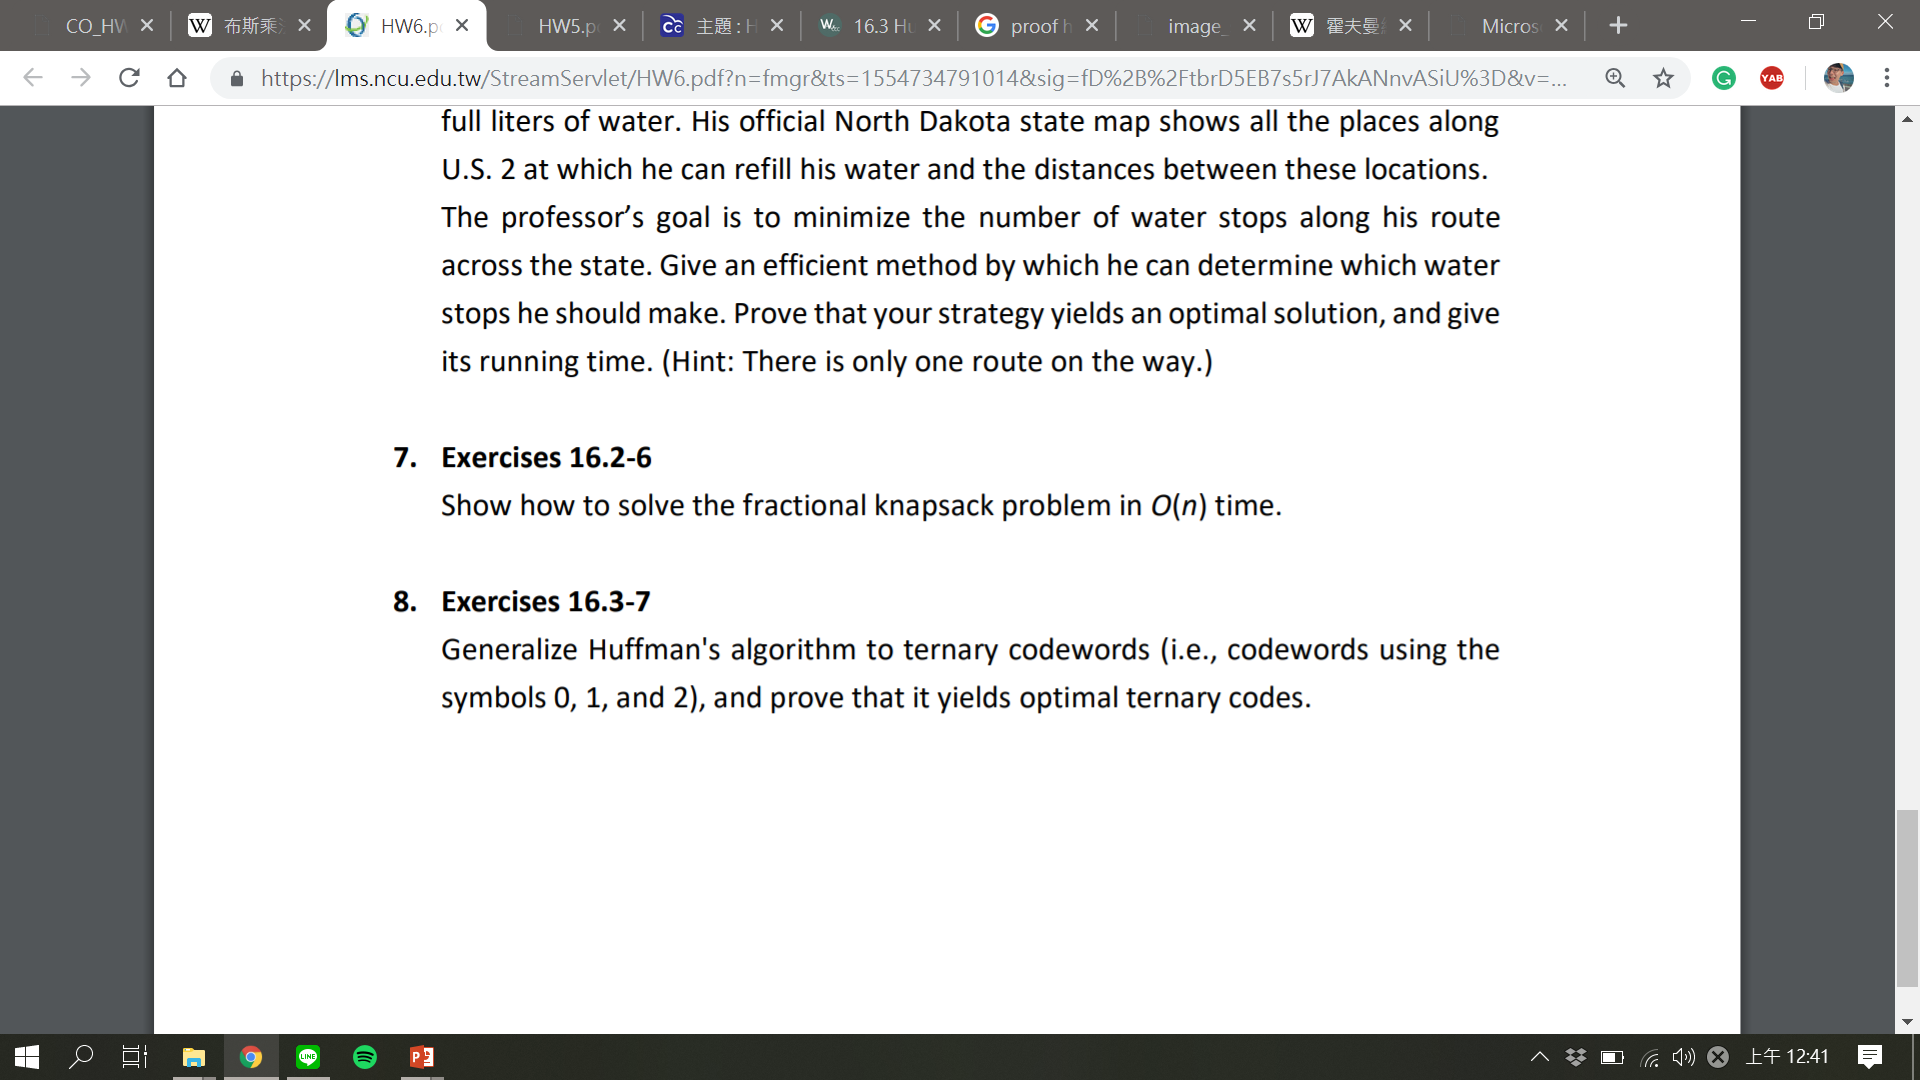 CO_HW
布斯乘
HW6.p
HW5.p
主題 : H
16.3 Hu
proof h
image_
霍夫曼
Micros
https://lms.ncu.edu.tw/StreamServlet/HW6.pdf?n=fmgr&ts=1554734791014&sig=fD%2B%2FtbrD5EB7s5rJ7AkANnvASiU%3D&v=...
YAB
full liters of water. His official North Dakota state map shows all the places along
U.S. 2 at which he can refill his water and the distances between these locations.
The professor’s goal is to minimize the number of water stops along his route
across the state. Give an efficient method by which he can determine which water
stops he should make. Prove that your strategy yields an optimal solution, and give
its running time. (Hint: There is only one route on the way.)
7. Exercises 16.2-6
Show how to solve the fractional knapsack problem in O(n) time.
8. Exercises 16.3-7
Generalize Huffman's algorithm to ternary codewords (i.e., codewords using the
symbols 0, 1, and 2), and prove that it yields optimal ternary codes.
LINE
上午 12:41